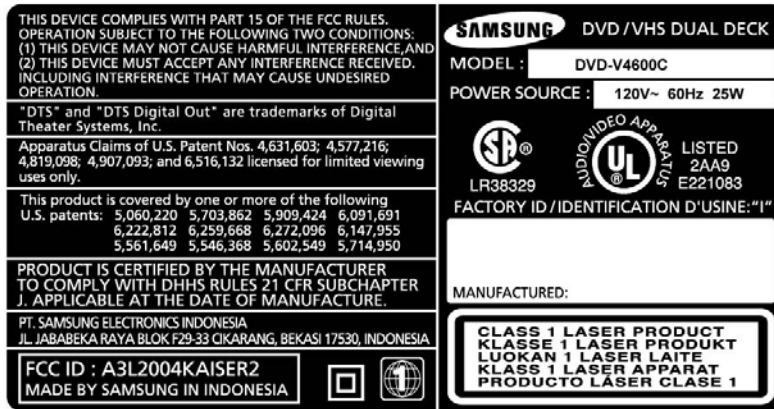 THIS DEVICE COMPLIES WITH PART 15 OF THE FCC RULES.
OPERATION SUBJECT TO THE FOLLOWING TWO CONDITIONS:
(1) THIS DEVICE MAY NOT CAUSE HARMFUL INTERFERENCE,AND
(2) THIS DEVICE MUST ACCEPT ANY INTERFERENCE RECEIVED.
INCLUDING INTERFERENCE THAT MAY CAUSE UNDESIRED
OPERATION.
"DTS" and "DTS Digital Out" are trademarks of Digital
Theater Systems, Inc.
Apparatus Claims of U.S. Patent Nos. 4,631,603; 4,577,216;
4,819,098; 4,907,093; and 6,516,132 licensed for limited viewing
uses only.
This product is covered by one or more of the following
U.S. patents: 5,060,220 5,703,862 5,909,424 6,091,691
6,222,812 6,259,668 6,272,096 6,147,955
5,561,649 5,546,368 5,602,549 5,714,950
PRODUCT IS CERTIFIED BY THE MANUFACTURER
TO COMPLY WITH DHHS RULES 21 CFR SUBCHAPTER
J. APPLICABLE AT THE DATE OF MANUFACTURE.
PT. SAMSUNG ELECTRONICS INDONESIA
JL. JABABEKA RAYA BLOK F29-33 CIKARANG, BEKASI 17530, INDONESIA
FCC ID : A3L2004KAISER2
MADE BY SAMSUNG IN INDONESIA
1
SAMSUNG DVD/VHS DUAL DECK
MODEL : DVD-V4600C
POWER SOURCE : 120V~ 60Hz 25W
SA ®
LR38329
AUDIO/VIDEO APPARATUS
UL ®
LISTED
2AA9
E221083
FACTORY ID/IDENTIFICATION D'USINE:"I"
MANUFACTURED:
CLASS 1 LASER PRODUCT
KLASSE 1 LASER PRODUKT
LUOKAN 1 LASER LAITE
KLASS 1 LASER APPARAT
PRODUCTO LÁSER CLASE 1